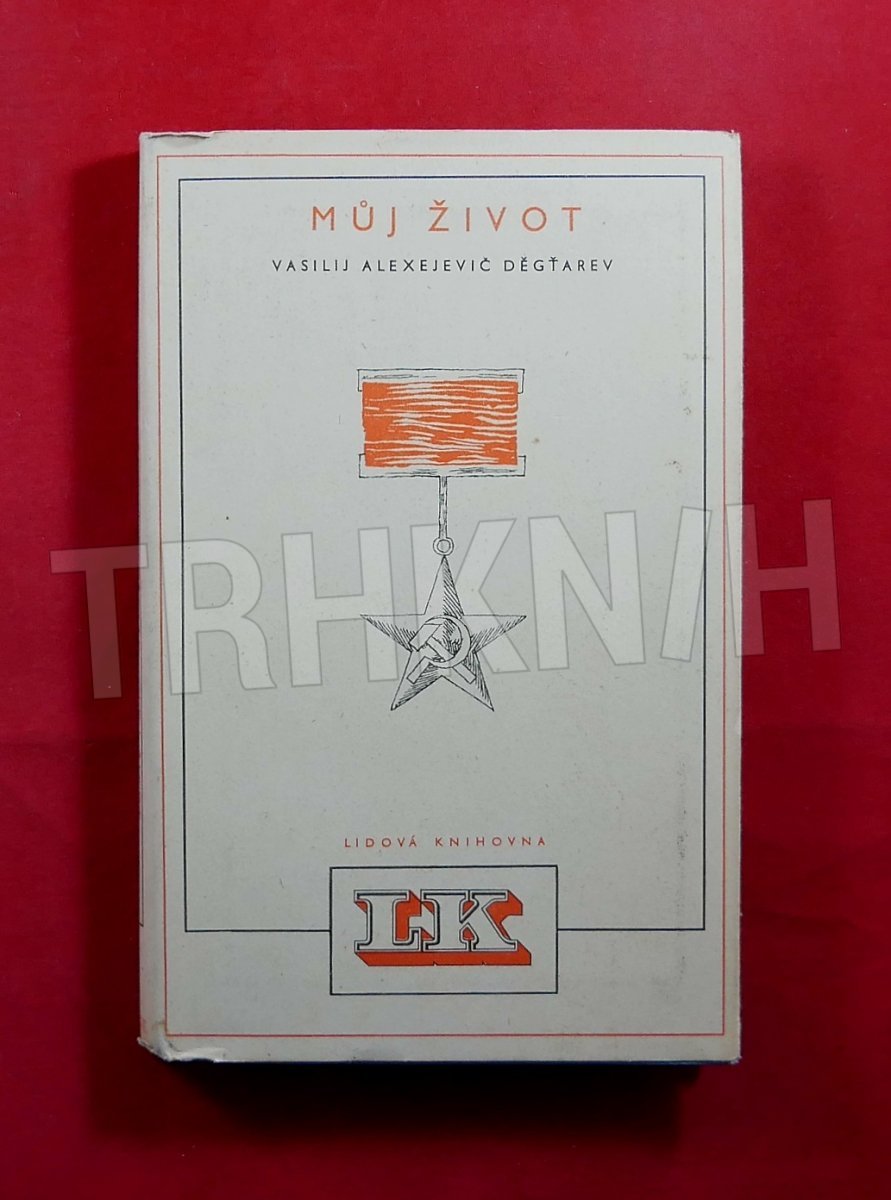 MŮJ ŽIVOT
VASILIJ ALEXEJEVIČ DĚGŤAREV
TRHKNIH
LIDOVÁ KNIHOVNA
LK